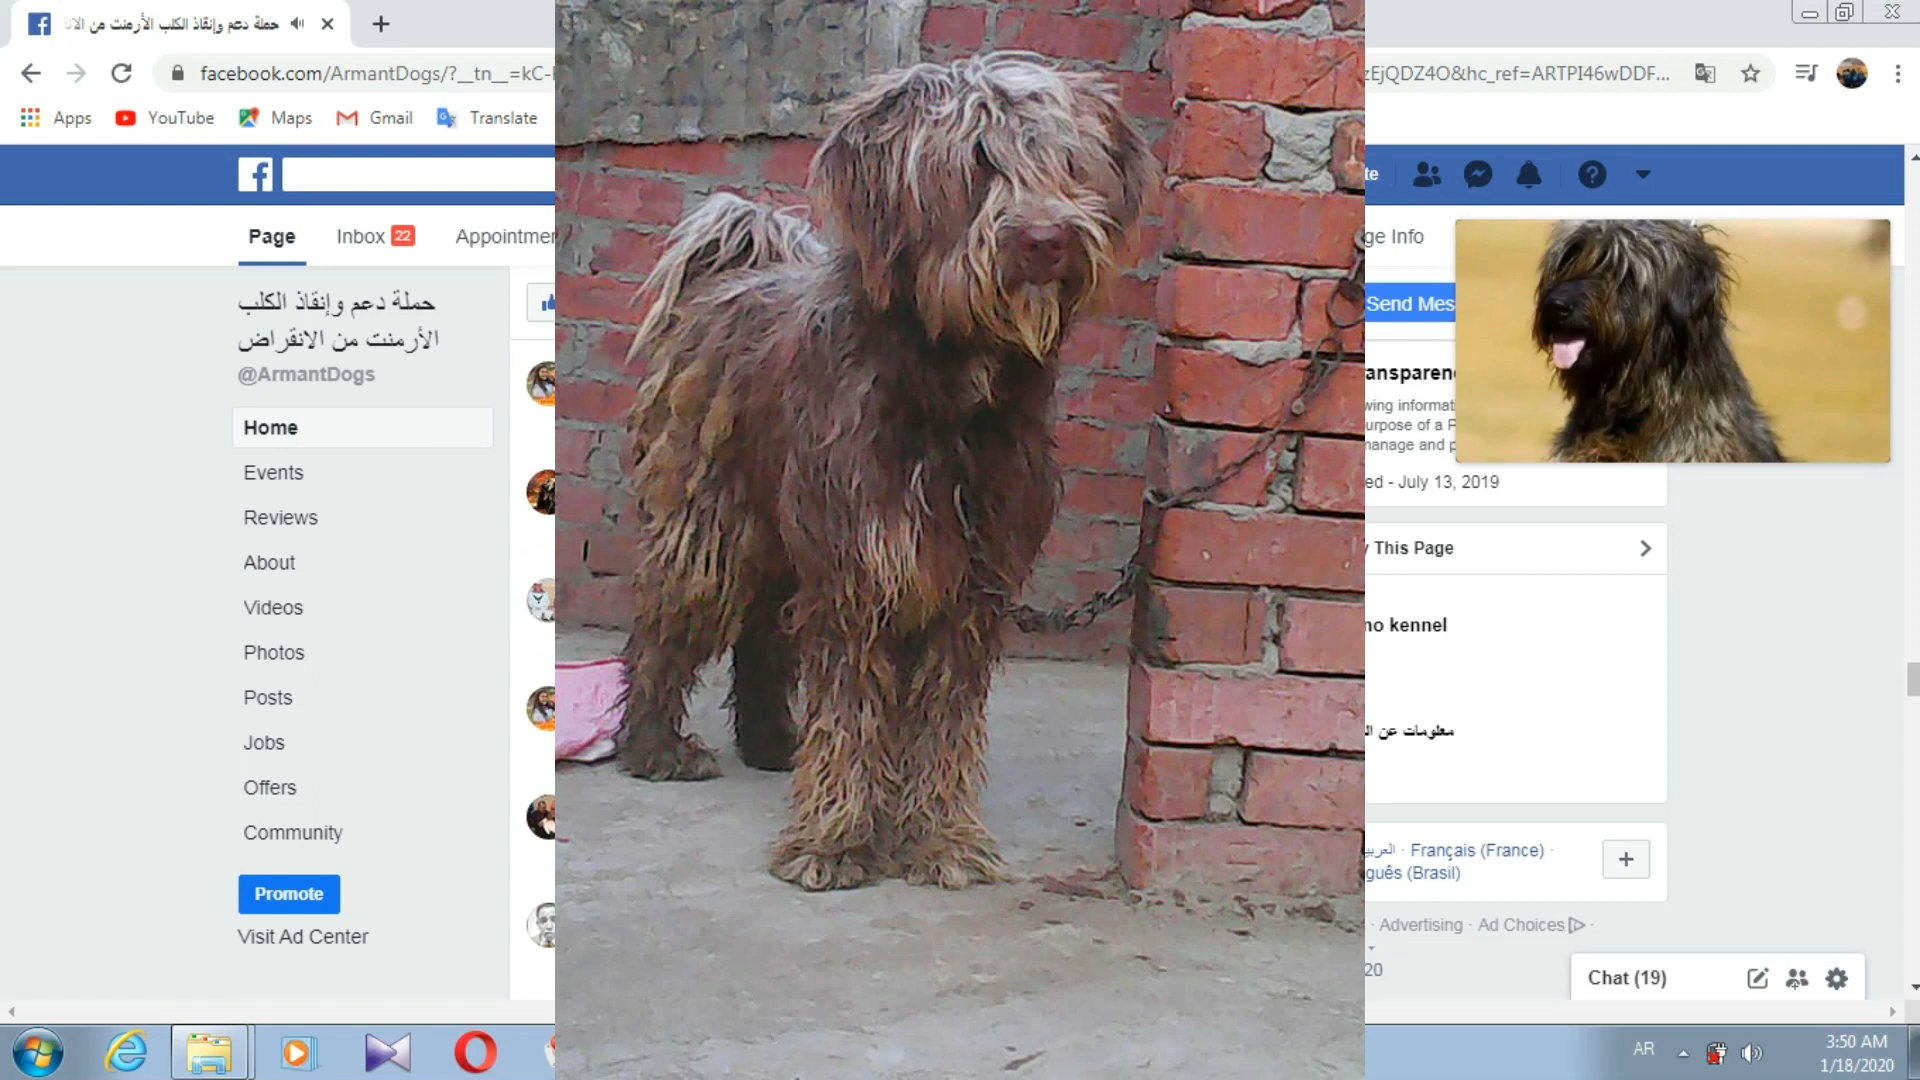 حملة دعم وإنقاذ الكلب الأرمنت من الان
facebook.com/ArmantDogs/?__tn__=kC-
zEjQDZ4O&hc_ref=ARTPI46wDDF...
Apps
YouTube
Maps
Gmail
Translate
Page
Inbox 22
Appointmen
ge Info
حملة دعم وإنقاذ الكلب
الأرمنت من الانقراض
@ArmantDogs
Home
Events
Reviews
About
Videos
Photos
Posts
Jobs
Offers
Community
Promote
Visit Ad Center
te
Send Mes
ansparen
wing informat
urpose of a P
nanage and p
ed - July 13, 2019
This Page
no kennel
معلومات عن ال
العربية · Français (France) ·
guês (Brasil)
· Advertising · Ad Choices ·
20
Chat (19)
AR
3:50 AM
1/18/2020